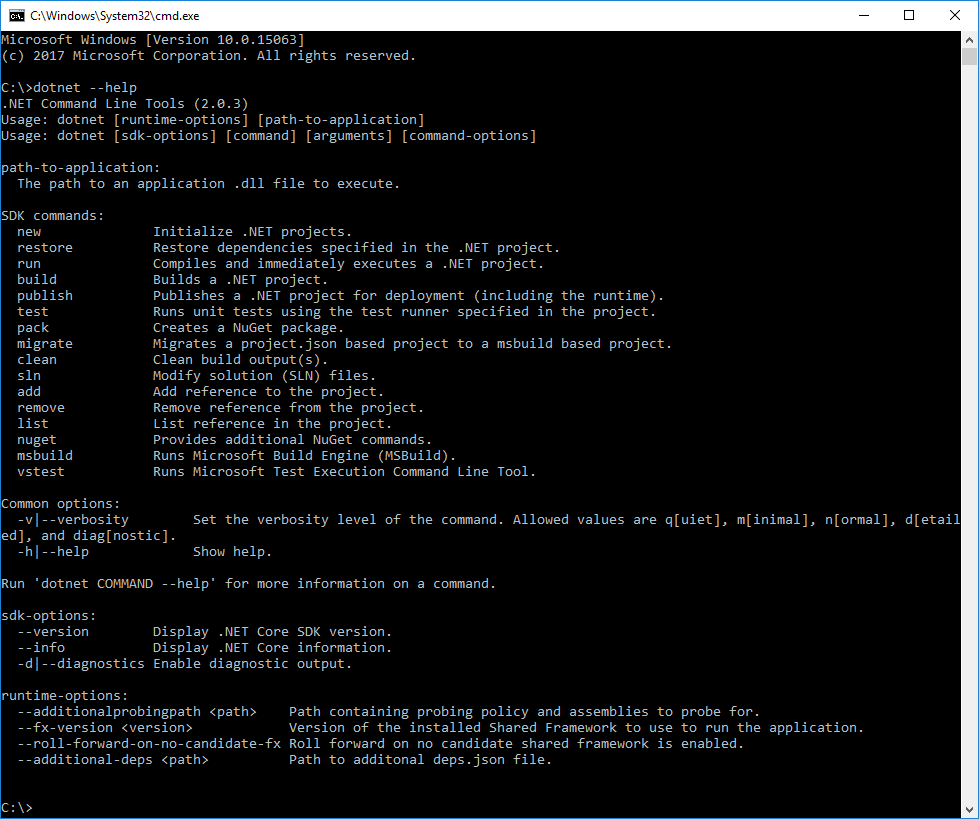 C:\Windows\System32\cmd.exe
Microsoft Windows [Version 10.0.15063]
(c) 2017 Microsoft Corporation. All rights reserved.
C:\>dotnet --help
.NET Command Line Tools (2.0.3)
Usage: dotnet [runtime-options] [path-to-application]
Usage: dotnet [sdk-options] [command] [arguments] [command-options]
path-to-application:
  The path to an application .dll file to execute.
SDK commands:
  new              Initialize .NET projects.
  restore          Restore dependencies specified in the .NET project.
  run              Compiles and immediately executes a .NET project.
  build            Builds a .NET project.
  publish          Publishes a .NET project for deployment (including the runtime).
  test             Runs unit tests using the test runner specified in the project.
  pack             Creates a NuGet package.
  migrate          Migrates a project.json based project to a msbuild based project.
  clean            Clean build output(s).
  sln              Modify solution (SLN) files.
  add              Add reference to the project.
  remove           Remove reference from the project.
  list             List reference in the project.
  nuget            Provides additional NuGet commands.
  msbuild          Runs Microsoft Build Engine (MSBuild).
  vstest           Runs Microsoft Test Execution Command Line Tool.
Common options:
  -v|--verbosity        Set the verbosity level of the command. Allowed values are q[uiet], m[inimal], n[ormal], d[etail
ed], and diag[nostic].
  -h|--help             Show help.
Run 'dotnet COMMAND --help' for more information on a command.
sdk-options:
  --version        Display .NET Core SDK version.
  --info           Display .NET Core information.
  -d|--diagnostics Enable diagnostic output.
runtime-options:
  --additionalprobingpath <path>    Path containing probing policy and assemblies to probe for.
  --fx-version <version>            Version of the installed Shared Framework to use to run the application.
  --roll-forward-on-no-candidate-fx Roll forward on no candidate shared framework is enabled.
  --additional-deps <path>          Path to additonal deps.json file.
C:\>